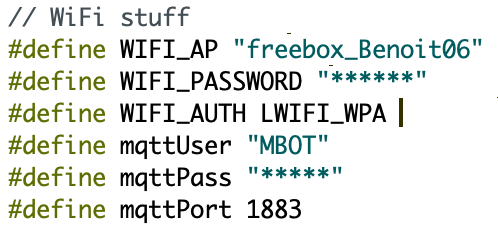 // WiFi stuff
#define WIFI_AP "freebox_Benoit06"
#define WIFI_PASSWORD "******"
#define WIFI_AUTH LWIFI_WPA
#define mqttUser "MBOT"
#define mqttPass "*****"
#define mqttPort 1883